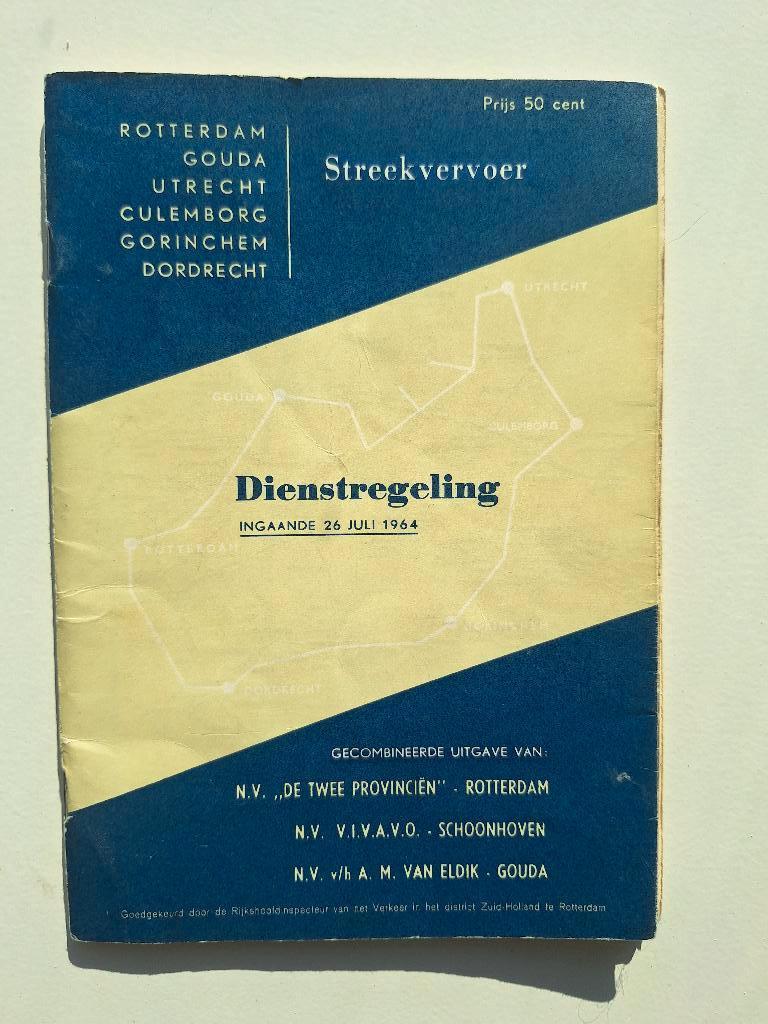 Prijs 50 cent
ROTTERDAM
GOUDA
UTRECHT
CULEMBORG
GORINCHEM
DORDRECHT
Streekvervoer
UTRECHT
GOUDA
CULEMBORG
Dienstregeling
INGAANDE 26 JULI 1964
ROTTERDAM
GORINCHEM
DORDRECHT
GECOMBINEERDE UITGAVE VAN:
N.V. „DE TWEE PROVINCIËN" - ROTTERDAM
N.V. V.I.V.A.V.O. - SCHOONHOVEN
N.V. v/h A. M. VAN ELDIK - GOUDA
Goedgekeurd door de Rijkshoofdinspecteur van het Verkeer in het district Zuid-Holland te Rotterdam